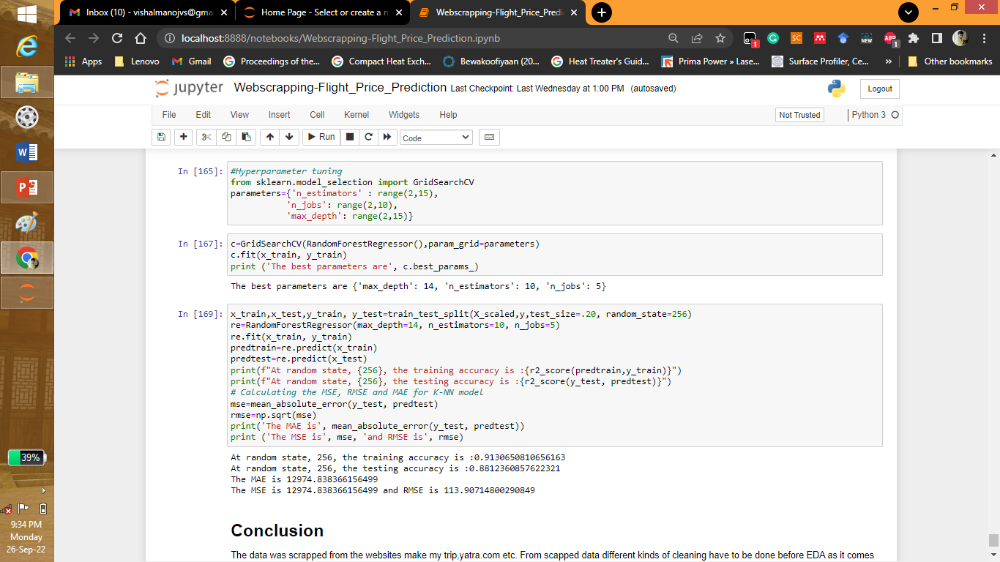 Inbox (10) - vishalmanojvs@gma
Home Page - Select or create a n
Webscrapping-Flight_Price_Predi
localhost:8888/notebooks/Webscrapping-Flight_Price_Prediction.ipynb
Apps Lenovo Gmail Proceedings of the... Compact Heat Exch... Bewakoofiyaan (20... Heat Treater's Guid... Prima Power » Lase... Surface Profiler, Ce... » Other bookmarks
jupyter Webscrapping-Flight_Price_Prediction Last Checkpoint: Last Wednesday at 1:00 PM (autosaved)
Logout
File Edit View Insert Cell Kernel Widgets Help
Not Trusted Python 3
Run Code
In [165]: #Hyperparameter tuning
from sklearn.model_selection import GridSearchCV
parameters={'n_estimators' : range(2,15),
'n_jobs': range(2,10),
'max_depth': range(2,15)}
In [167]: c=GridSearchCV(RandomForestRegressor(),param_grid=parameters)
c.fit(x_train, y_train)
print ('The best parameters are', c.best_params_)
The best parameters are {'max_depth': 14, 'n_estimators': 10, 'n_jobs': 5}
In [169]: x_train,x_test,y_train, y_test=train_test_split(X_scaled,y,test_size=.20, random_state=256)
re=RandomForestRegressor(max_depth=14, n_estimators=10, n_jobs=5)
re.fit(x_train, y_train)
predtrain=re.predict(x_train)
predtest=re.predict(x_test)
print(f"At random state, {256}, the training accuracy is :{r2_score(predtrain,y_train)}")
print(f"At random state, {256}, the testing accuracy is :{r2_score(y_test, predtest)}")
# Calculating the MSE, RMSE and MAE for K-NN model
mse=mean_absolute_error(y_test, predtest)
rmse=np.sqrt(mse)
print('The MAE is', mean_absolute_error(y_test, predtest))
print ('The MSE is', mse, 'and RMSE is', rmse)
At random state, 256, the training accuracy is :0.9130650810656163
At random state, 256, the testing accuracy is :0.8812360857622321
The MAE is 12974.838366156499
The MSE is 12974.838366156499 and RMSE is 113.90714800290849
Conclusion
The data was scrapped from the websites make my trip,yatra.com etc. From scapped data different kinds of cleaning have to be done before EDA as it comes
39%
9:34 PM
Monday
26-Sep-22